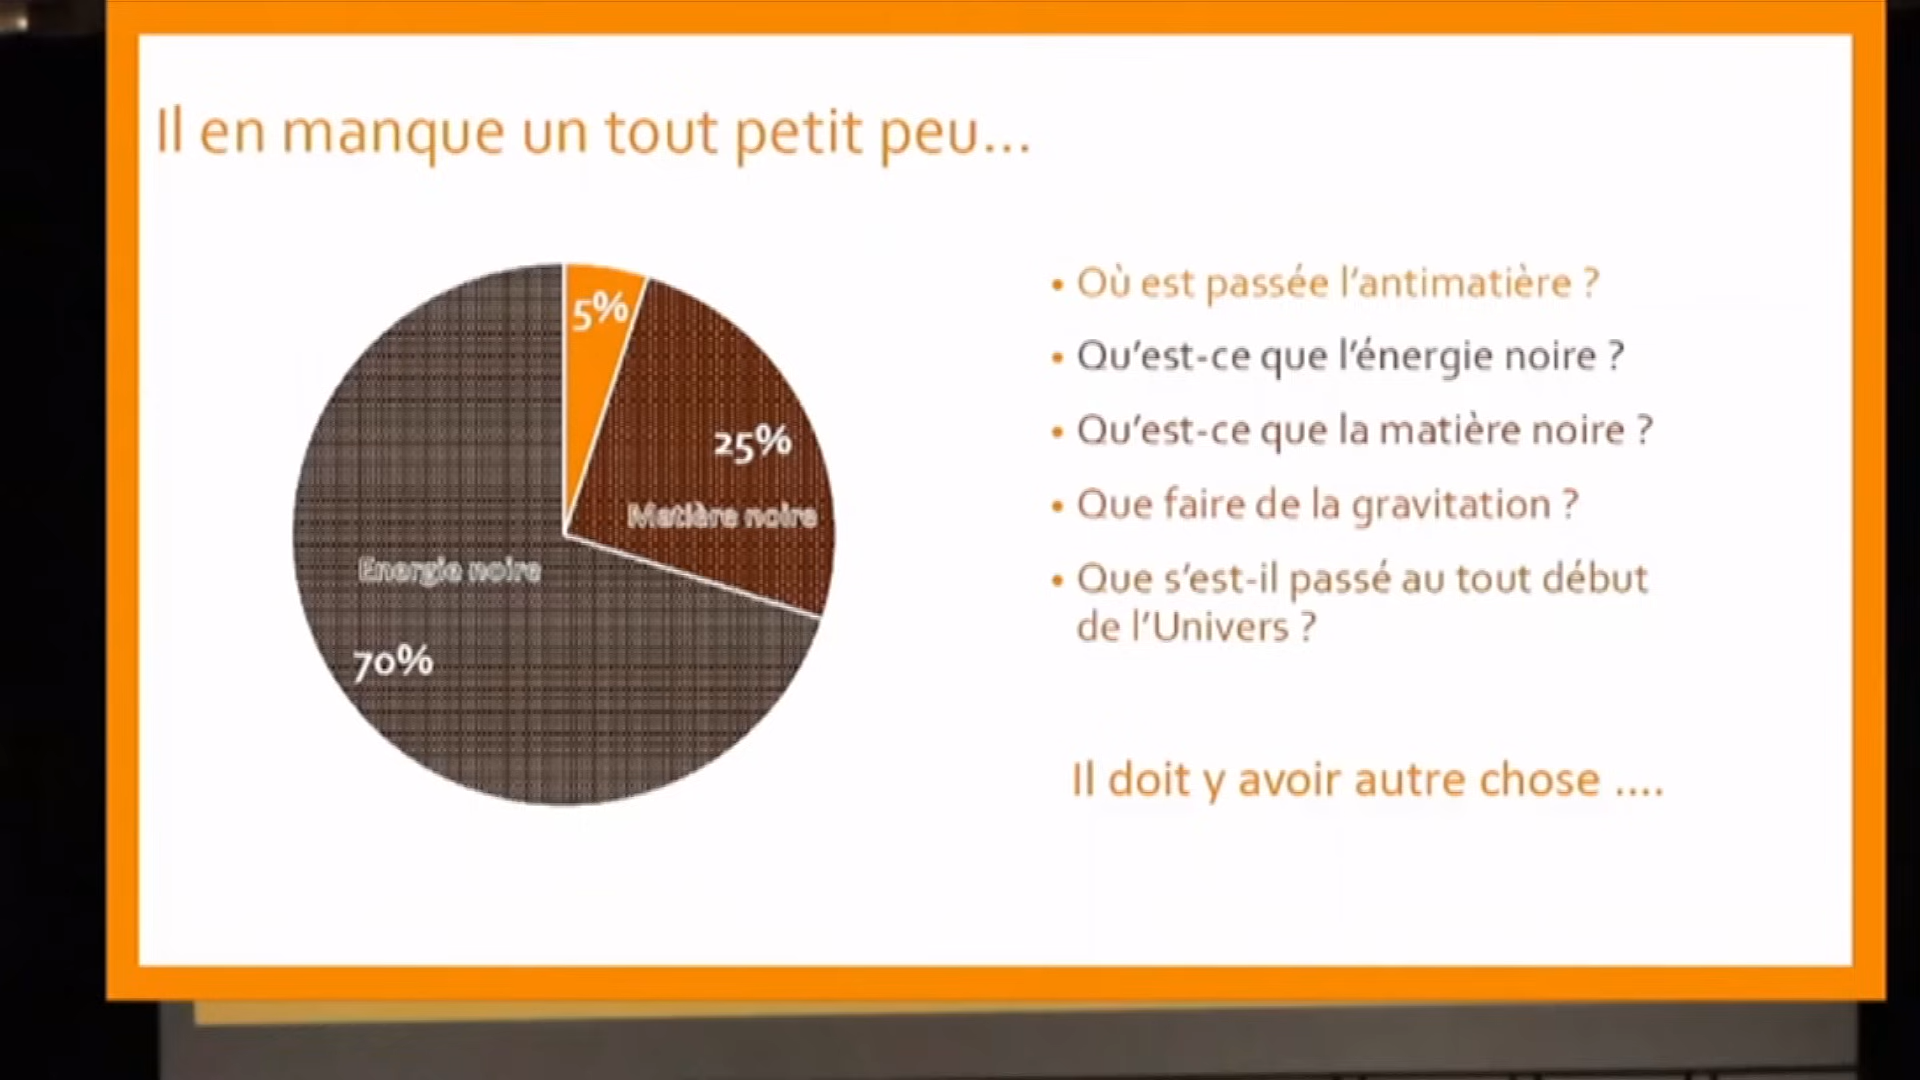 Il en manque un tout petit peu...
5%
25%
Matière noire
Energie noire
70%
• Où est passée l'antimatière ?
• Qu'est-ce que l'énergie noire ?
• Qu'est-ce que la matière noire ?
• Que faire de la gravitation ?
• Que s'est-il passé au tout début
de l'Univers ?
Il doit y avoir autre chose ....